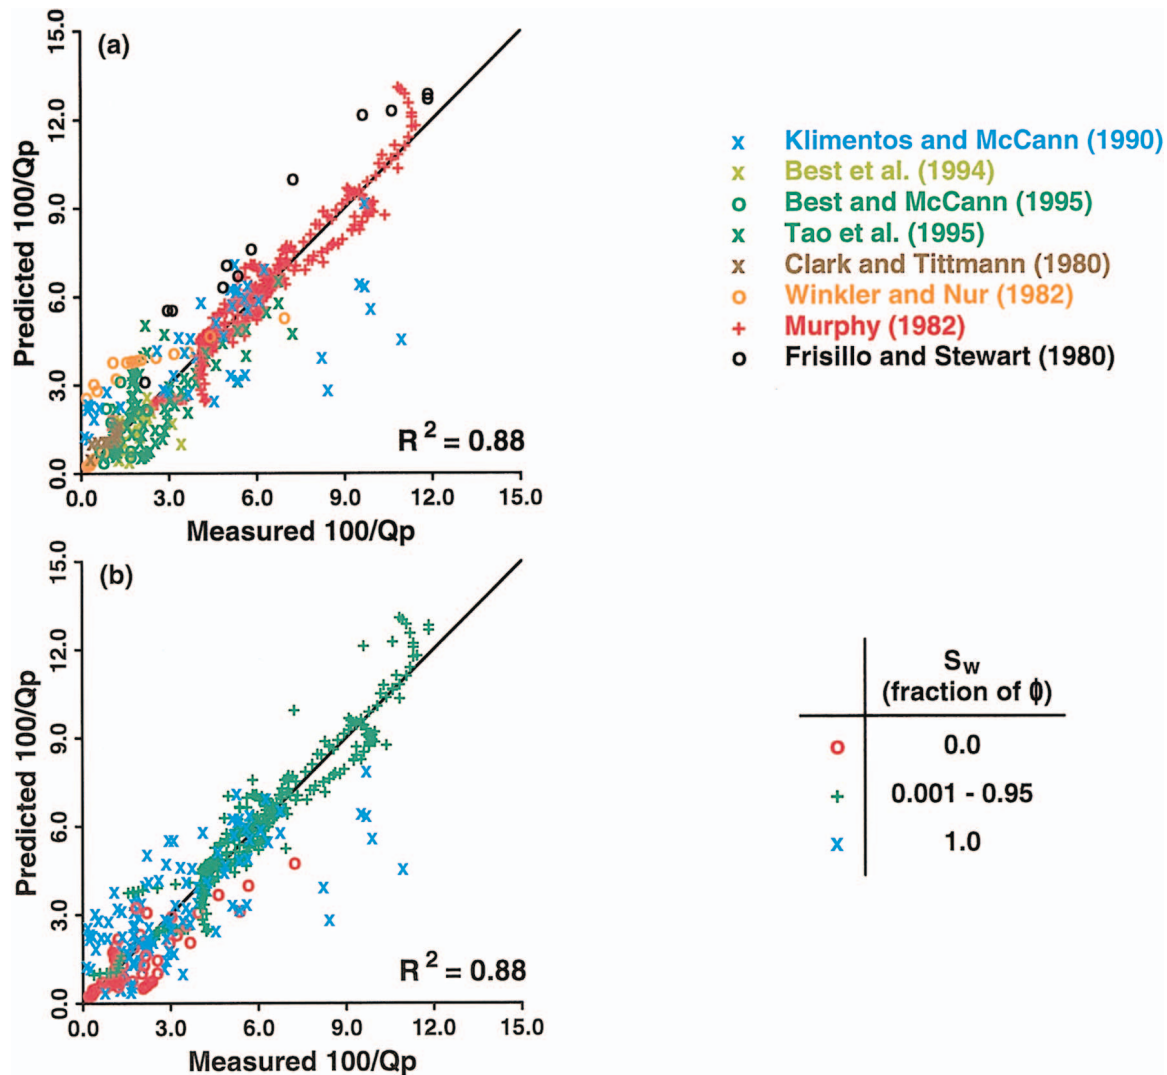 (a)
15.0
12.0
9.0
6.0
3.0
0.0
Predicted 100/Qp
R² = 0.88
0.0 3.0 6.0 9.0 12.0 15.0
Measured 100/Qp
x Klimentos and McCann (1990)
x Best et al. (1994)
o Best and McCann (1995)
x Tao et al. (1995)
x Clark and Tittmann (1980)
o Winkler and Nur (1982)
+ Murphy (1982)
o Frisillo and Stewart (1980)
(b)
15.0
12.0
9.0
6.0
3.0
0.0
Predicted 100/Qp
R² = 0.88
0.0 3.0 6.0 9.0 12.0 15.0
Measured 100/Qp
S_w
(fraction of ϕ)
o 0.0
+ 0.001 - 0.95
x 1.0